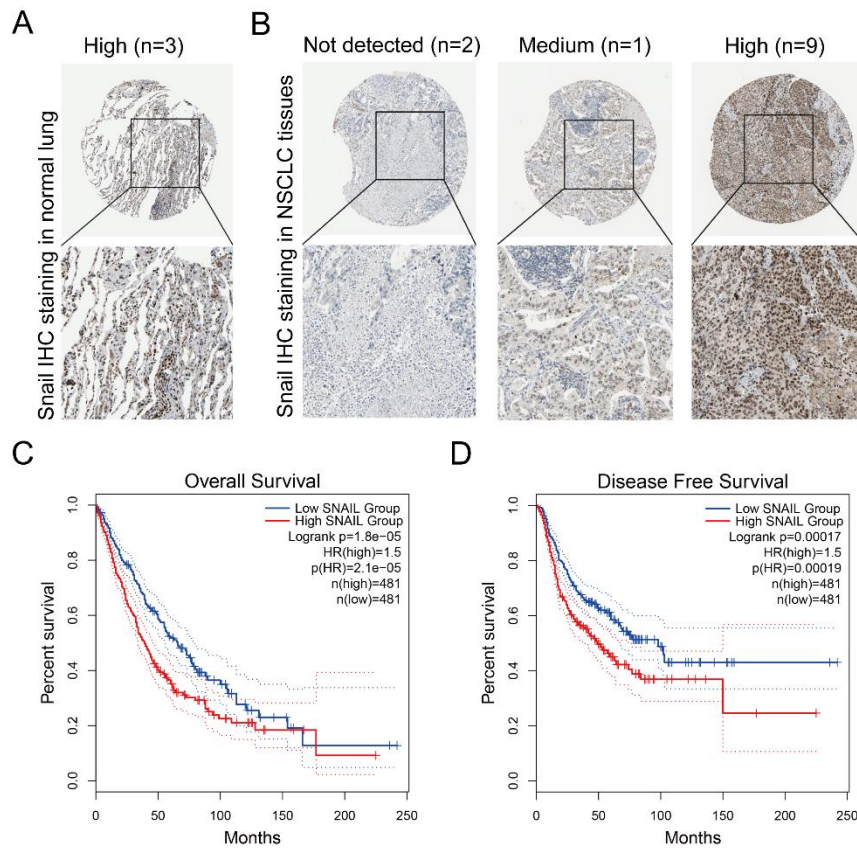 A
High (n=3)
Snail IHC staining in normal lung
B
Not detected (n=2)
Medium (n=1)
High (n=9)
Snail IHC staining in NSCLC tissues
C
Overall Survival
Low SNAIL Group
High SNAIL Group
Logrank p=1.8e−05
HR(high)=1.5
p(HR)=2.1e−05
n(high)=481
n(low)=481
Percent survival
1.0
0.8
0.6
0.4
0.2
0.0
0 50 100 150 200 250
Months
D
Disease Free Survival
Low SNAIL Group
High SNAIL Group
Logrank p=0.00017
HR(high)=1.5
p(HR)=0.00019
n(high)=481
n(low)=481
Percent survival
1.0
0.8
0.6
0.4
0.2
0.0
0 50 100 150 200 250
Months